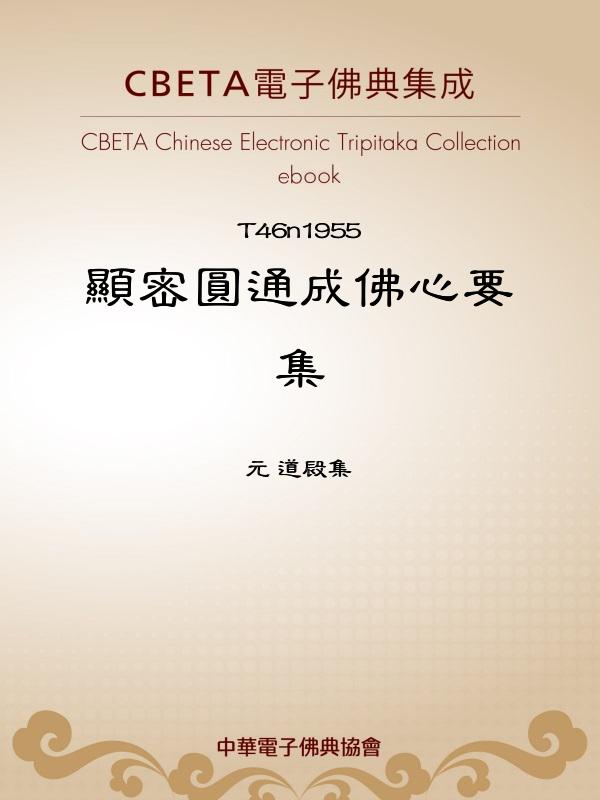 CBETA電子佛典集成
CBETA Chinese Electronic Tripitaka Collection
ebook
T46n1955
顯密圓通成佛心要
集
元 道㲀集
中華電子佛典協會